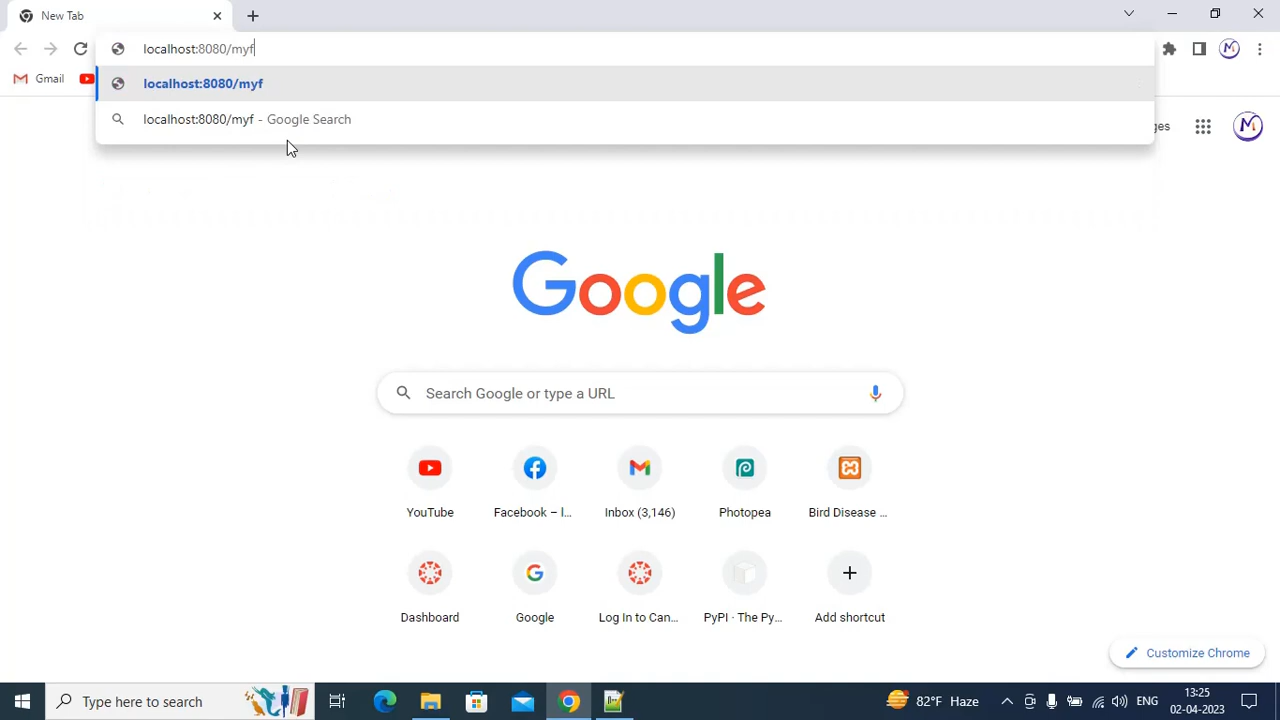 New Tab
localhost:8080/myf
Gmail
localhost:8080/myf
localhost:8080/myf - Google Search
ges
Google
Search Google or type a URL
YouTube
Facebook – l...
Inbox (3,146)
Photopea
Bird Disease ...
Dashboard
Google
Log In to Can...
PyPI · The Py...
Add shortcut
Customize Chrome
Type here to search
82°F Haze
ENG
13:25
02-04-2023